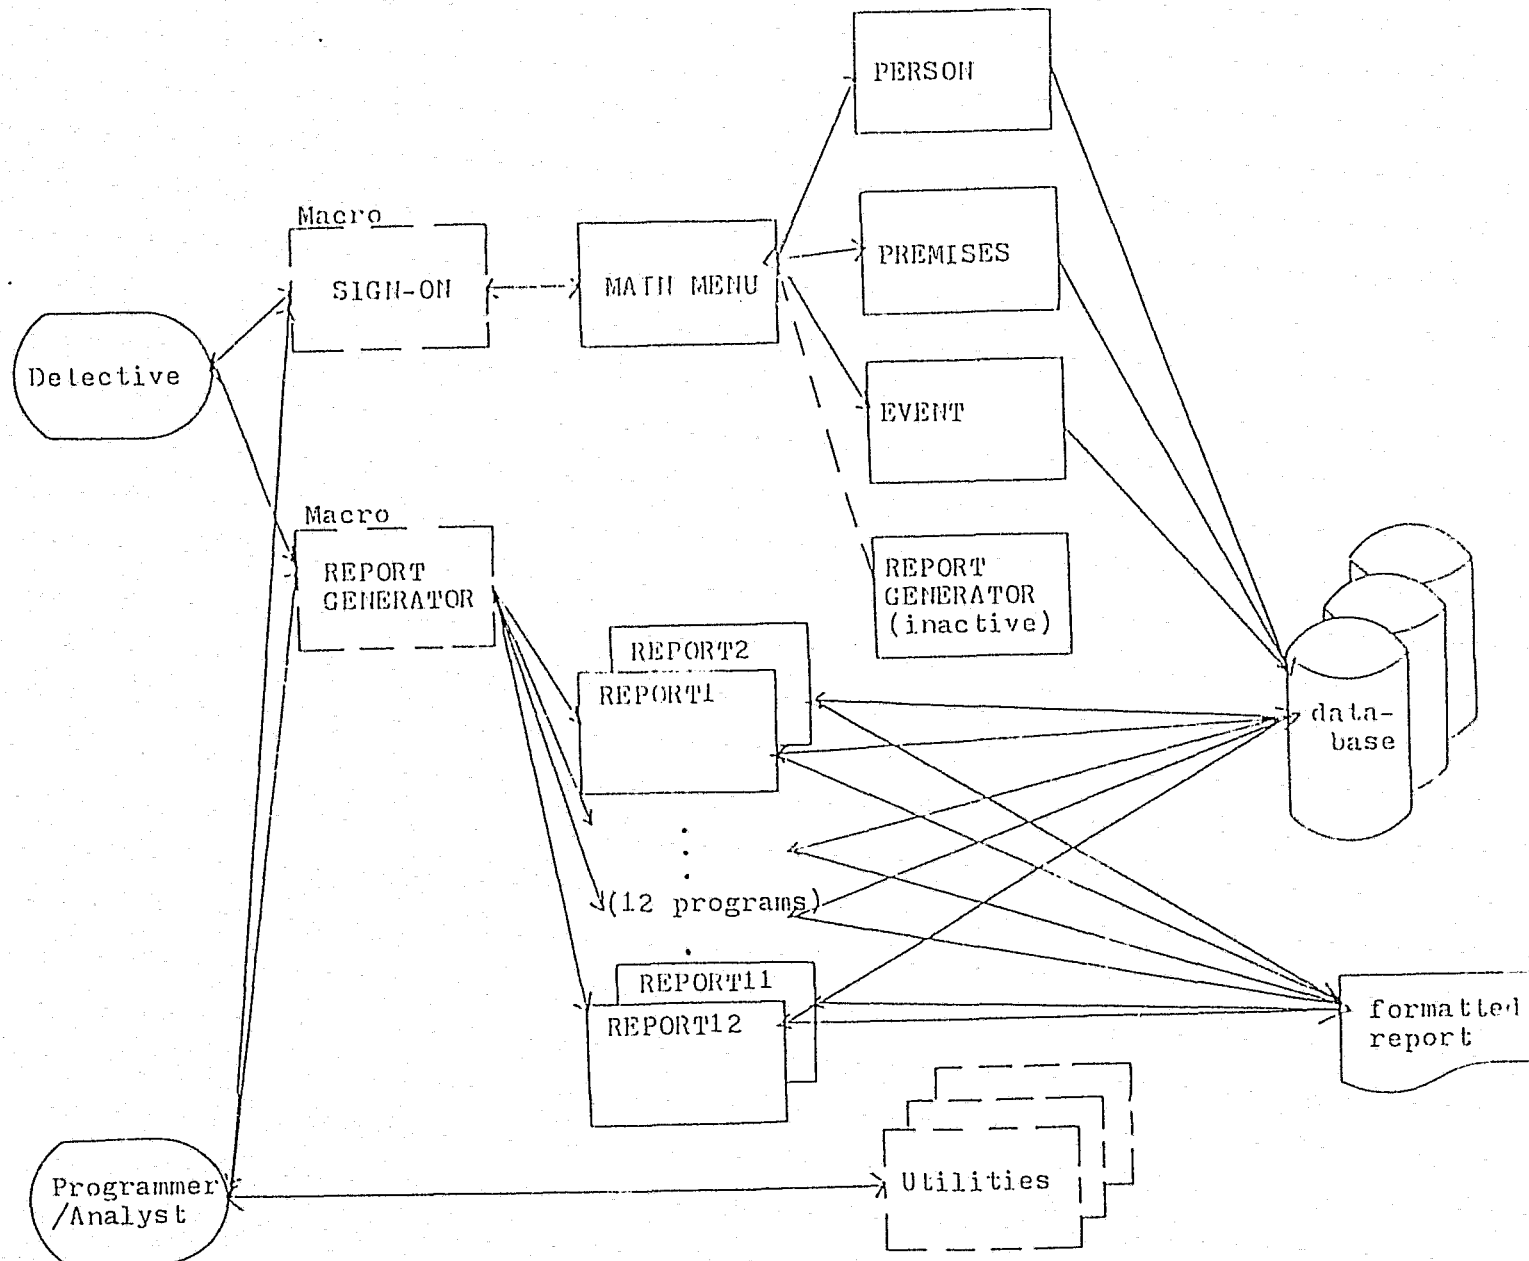 PERSON
Macro
SIGN-ON
MAIN MENU
PREMISES
Detective
EVENT
Macro
REPORT
GENERATOR
REPORT
GENERATOR
(inactive)
REPORT2
REPORT1
data-
base
(12 programs)
REPORT11
REPORT12
formatted
report
Utilities
Programmer
/Analyst